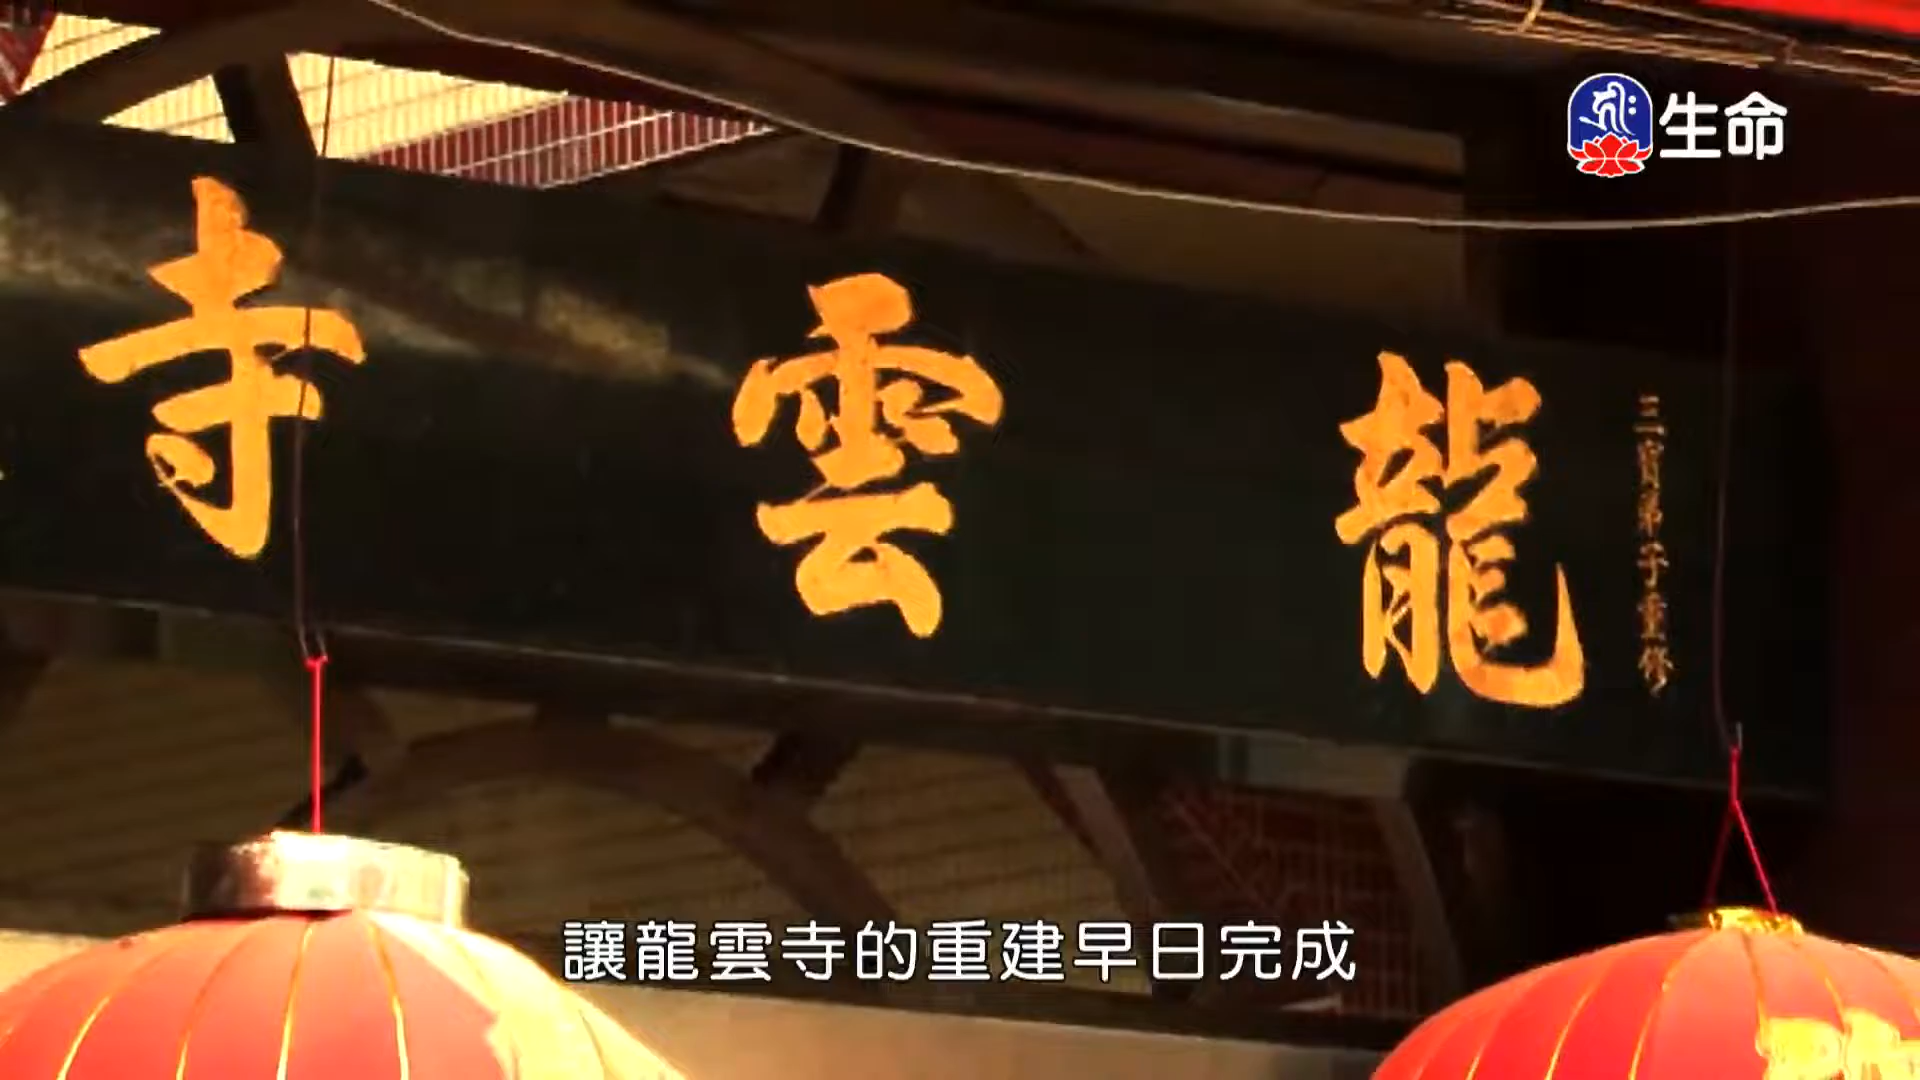 生命
三寶弟子重修
龍雲寺
讓龍雲寺的重建早日完成